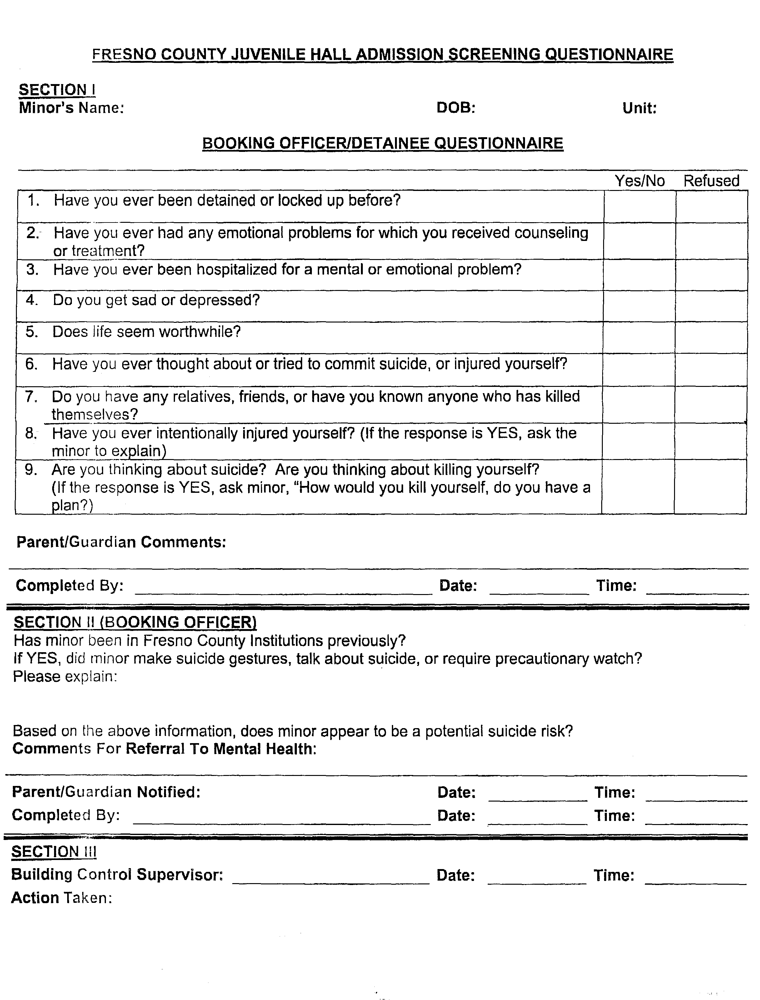 FRESNO COUNTY JUVENILE HALL ADMISSION SCREENING QUESTIONNAIRE
SECTION I
Minor's Name: DOB: Unit:
BOOKING OFFICER/DETAINEE QUESTIONNAIRE
Yes/No Refused
1. Have you ever been detained or locked up before?
2. Have you ever had any emotional problems for which you received counseling
or treatment?
3. Have you ever been hospitalized for a mental or emotional problem?
4. Do you get sad or depressed?
5. Does life seem worthwhile?
6. Have you ever thought about or tried to commit suicide, or injured yourself?
7. Do you have any relatives, friends, or have you known anyone who has killed
themselves?
8. Have you ever intentionally injured yourself? (If the response is YES, ask the
minor to explain)
9. Are you thinking about suicide? Are you thinking about killing yourself?
(If the response is YES, ask minor, "How would you kill yourself, do you have a
plan?)
Parent/Guardian Comments:
Completed By: Date: Time:
SECTION II (BOOKING OFFICER)
Has minor been in Fresno County Institutions previously?
If YES, did minor make suicide gestures, talk about suicide, or require precautionary watch?
Please explain:
Based on the above information, does minor appear to be a potential suicide risk?
Comments For Referral To Mental Health:
Parent/Guardian Notified: Date: Time:
Completed By: Date: Time:
SECTION III
Building Control Supervisor: Date: Time:
Action Taken: